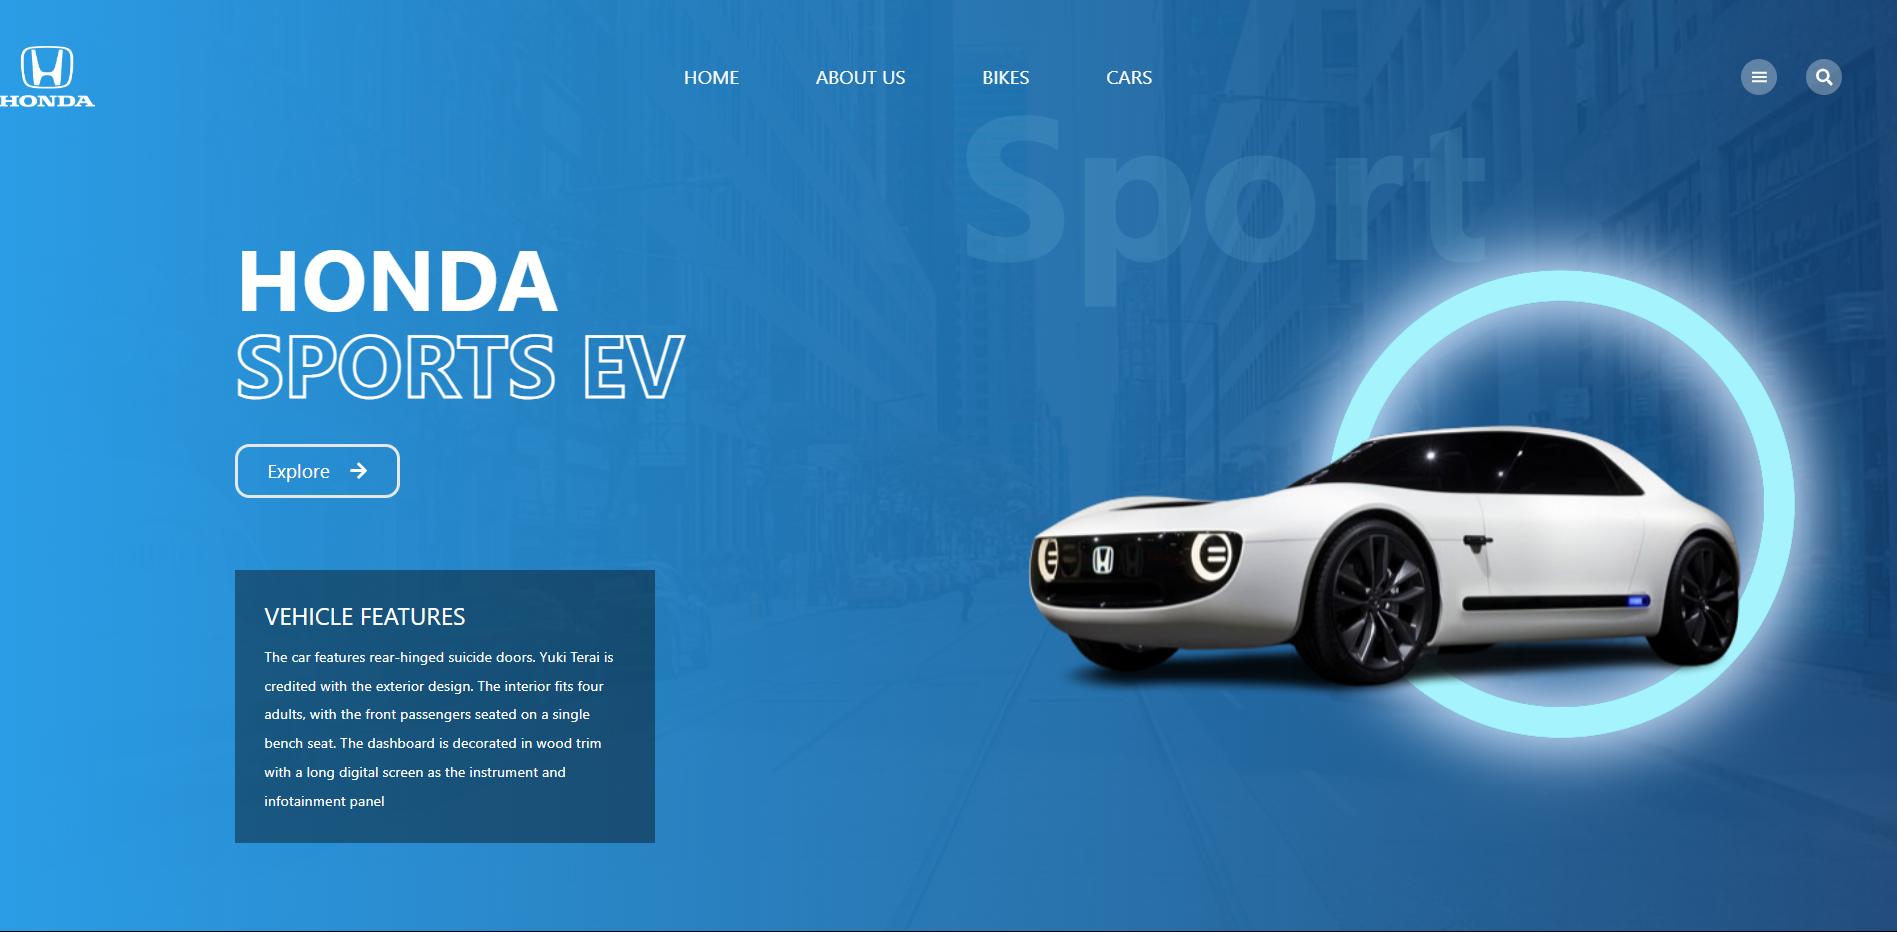 HONDA
HOME
ABOUT US
BIKES
CARS
Sport
HONDA
SPORTS EV
Explore
VEHICLE FEATURES
The car features rear-hinged suicide doors. Yuki Terai is
credited with the exterior design. The interior fits four
adults, with the front passengers seated on a single
bench seat. The dashboard is decorated in wood trim
with a long digital screen as the instrument and
infotainment panel